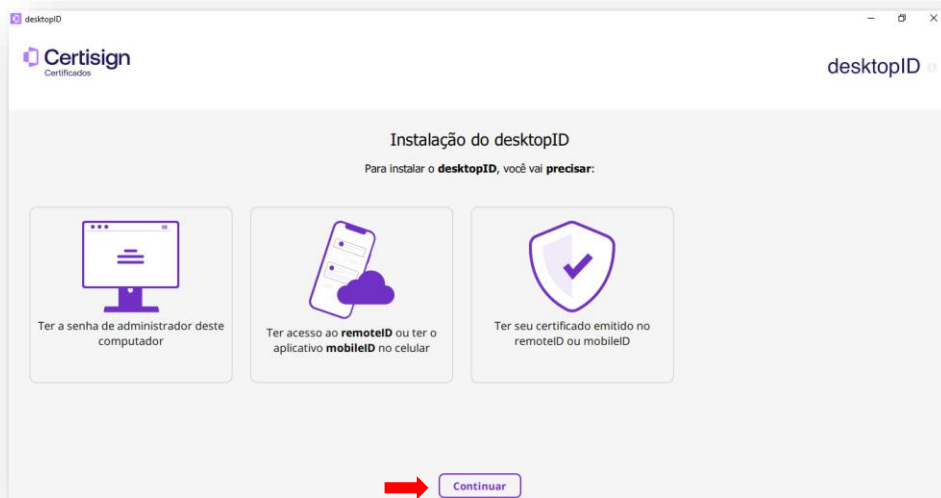 desktopID
Certisign
Certificados
desktopID
Instalação do desktopID
Para instalar o desktopID, você vai precisar:
Ter a senha de administrador deste
computador
Ter acesso ao remoteID ou ter o
aplicativo mobileID no celular
Ter seu certificado emitido no
remoteID ou mobileID
Continuar